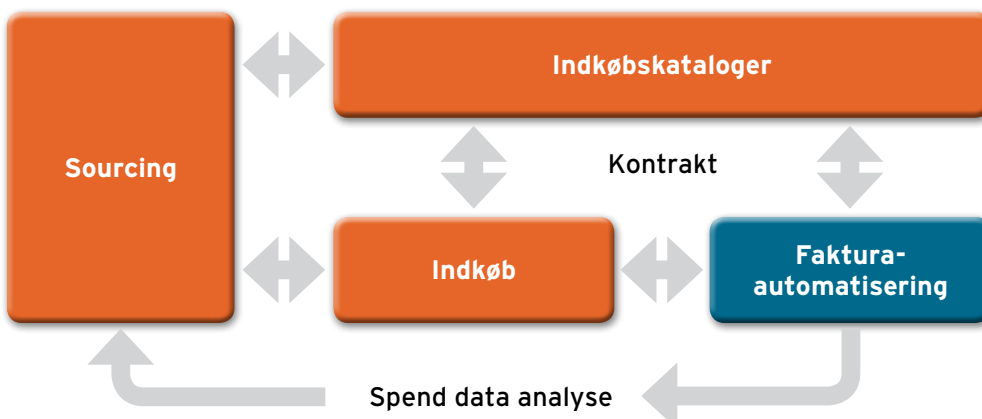 Indkøbskataloger
Sourcing
Kontrakt
Indkøb
Faktura-
automatisering
Spend data analyse